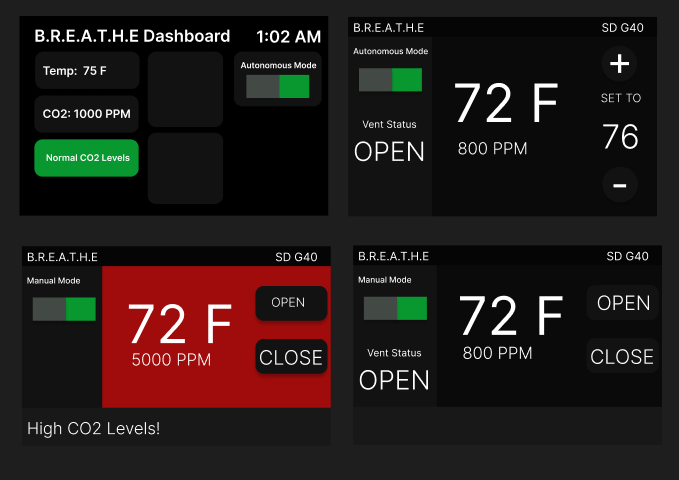 B.R.E.A.T.H.E Dashboard
1:02 AM
Temp: 75 F
CO2: 1000 PPM
Normal CO2 Levels
Autonomous Mode
B.R.E.A.T.H.E
SD G40
Autonomous Mode
Vent Status
OPEN
72 F
800 PPM
+
SET TO
76
-
B.R.E.A.T.H.E
SD G40
Manual Mode
72 F
5000 PPM
OPEN
CLOSE
High CO2 Levels!
B.R.E.A.T.H.E
SD G40
Manual Mode
Vent Status
OPEN
72 F
800 PPM
OPEN
CLOSE